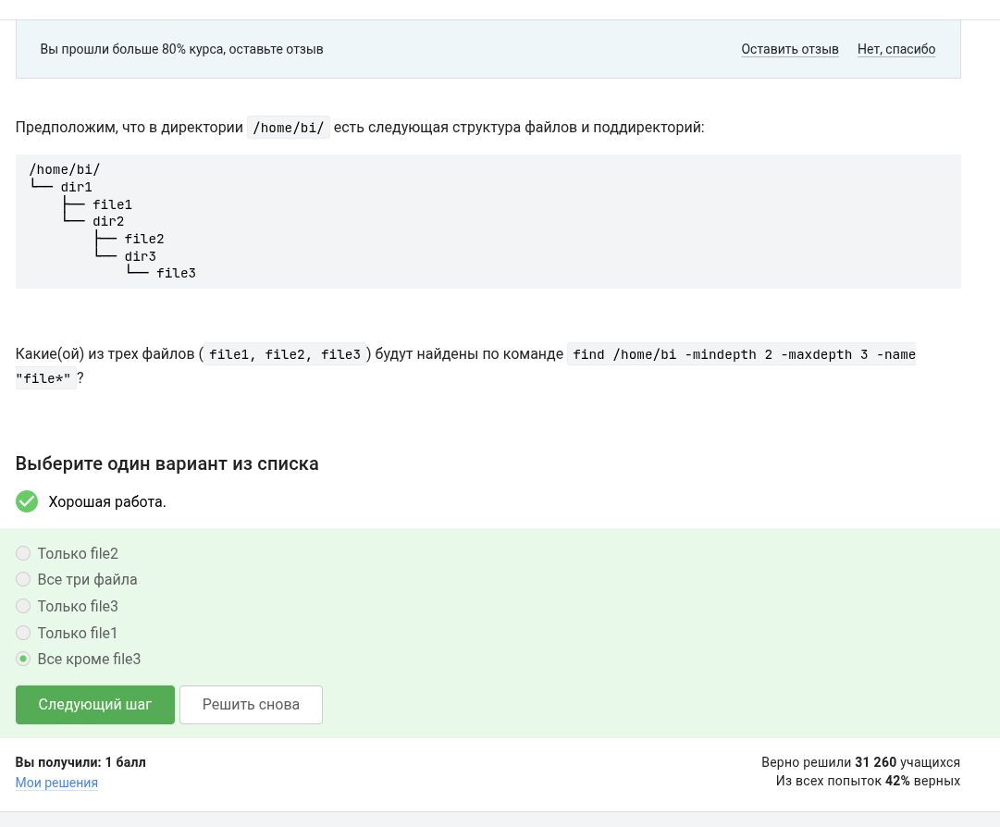 Вы прошли больше 80% курса, оставьте отзыв Оставить отзыв Нет, спасибо
Предположим, что в директории /home/bi/ есть следующая структура файлов и поддиректорий:
/home/bi/
└── dir1
    ├── file1
    └── dir2
        ├── file2
        └── dir3
            └── file3
Какие(ой) из трех файлов ( file1, file2, file3 ) будут найдены по команде find /home/bi -mindepth 2 -maxdepth 3 -name
"file*" ?
Выберите один вариант из списка
Хорошая работа.
Только file2
Все три файла
Только file3
Только file1
Все кроме file3
Следующий шаг Решить снова
Вы получили: 1 балл Верно решили 31 260 учащихся
Мои решения Из всех попыток 42% верных